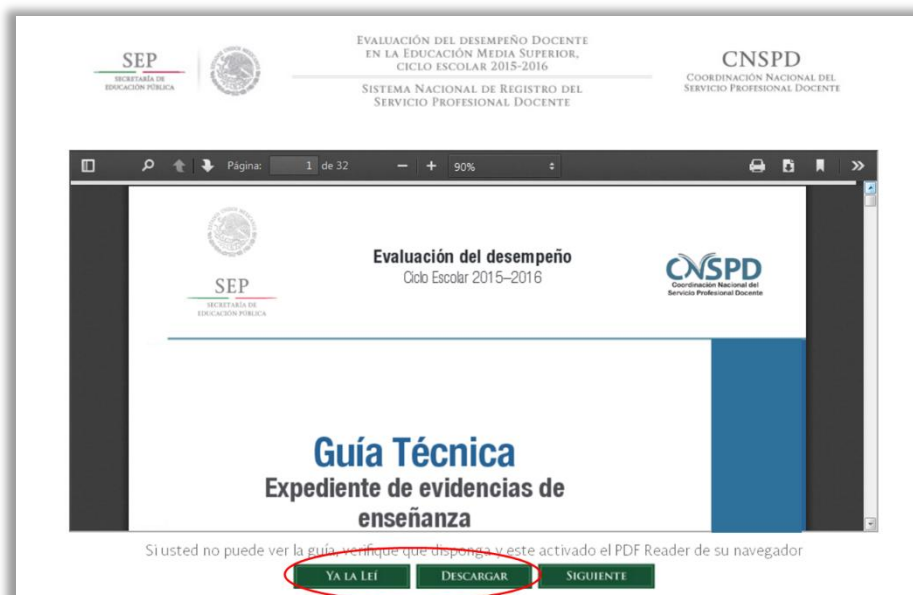 SEP
SECRETARÍA DE
EDUCACIÓN PÚBLICA
EVALUACIÓN DEL DESEMPEÑO DOCENTE
EN LA EDUCACIÓN MEDIA SUPERIOR,
CICLO ESCOLAR 2015-2016
SISTEMA NACIONAL DE REGISTRO DEL
SERVICIO PROFESIONAL DOCENTE
CNSPD
COORDINACIÓN NACIONAL DEL
SERVICIO PROFESIONAL DOCENTE
Página: 1 de 32 90%
SEP
SECRETARÍA DE
EDUCACIÓN PÚBLICA
Evaluación del desempeño
Ciclo Escolar 2015–2016
CNSPD
Coordinación Nacional del
Servicio Profesional Docente
Guía Técnica
Expediente de evidencias de
enseñanza
Si usted no puede ver la guía, verifique que disponga y este activado el PDF Reader de su navegador
YA LA LEÍ
DESCARGAR
SIGUIENTE